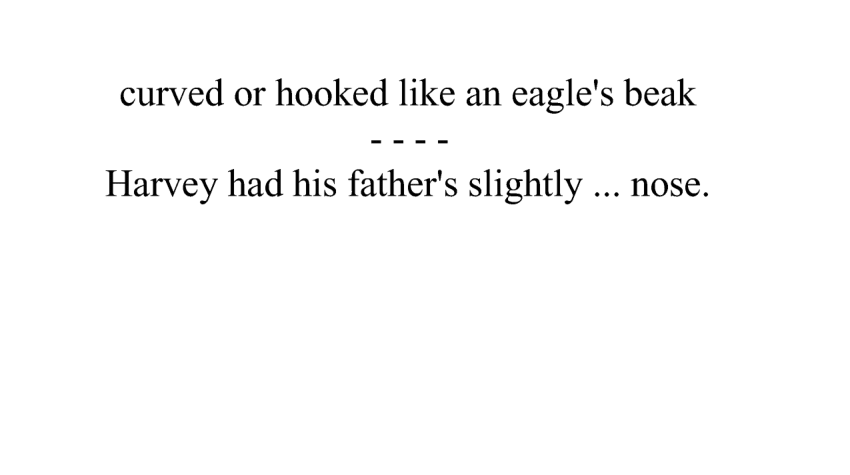 curved or hooked like an eagle's beak
- - - -
Harvey had his father's slightly ... nose.